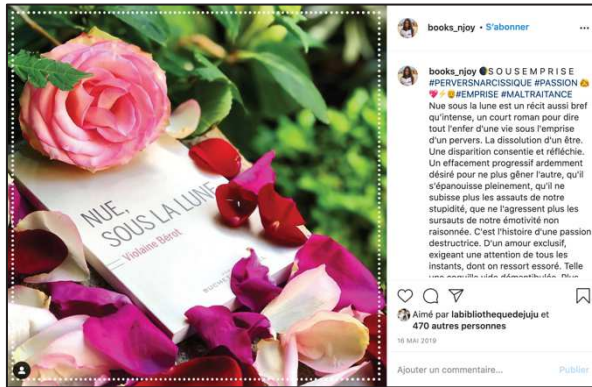 books_njoy • S'abonner
...
books_njoy 🌒S O U S E M P R I S E
#PERVERSNARCISSIQUE #PASSION
#EMPRISE #MALTRAITANCE
Nue sous la lune est un récit aussi bref
qu'intense, un court roman pour dire
tout l'enfer d'une vie sous l'emprise
d'un pervers. La dissolution d'un être.
Une disparition consentie et réfléchie.
Un effacement progressif ardemment
désiré pour ne plus gêner l'autre, qu'il
s'épanouisse pleinement, qu'il ne
subisse plus les assauts de notre
stupidité, que ne l'agressent plus les
sursauts de notre émotivité non
raisonnée. C'est l'histoire d'une passion
destructrice. D'un amour exclusif,
exigeant une attention de tous les
instants, dont on ressort essoré. Telle
une coquille vide démantibulée. Plus
Aimé par labibliothequedejuju et
470 autres personnes
16 MAI 2019
Ajouter un commentaire...
Publier
NUE,
SOUS LA LUNE
Violaine Bérot